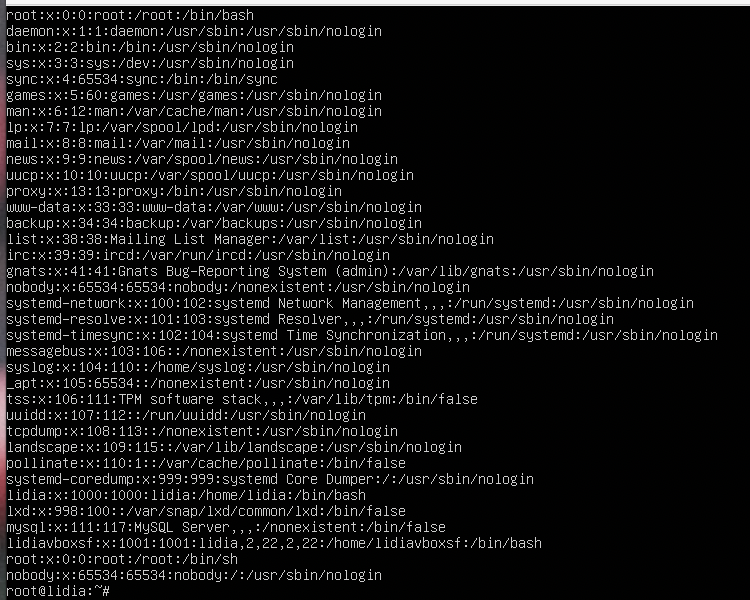 root:x:0:0:root:/root:/bin/bash
daemon:x:1:1:daemon:/usr/sbin:/usr/sbin/nologin
bin:x:2:2:bin:/bin:/usr/sbin/nologin
sys:x:3:3:sys:/dev:/usr/sbin/nologin
sync:x:4:65534:sync:/bin:/bin/sync
games:x:5:60:games:/usr/games:/usr/sbin/nologin
man:x:6:12:man:/var/cache/man:/usr/sbin/nologin
lp:x:7:7:lp:/var/spool/lpd:/usr/sbin/nologin
mail:x:8:8:mail:/var/mail:/usr/sbin/nologin
news:x:9:9:news:/var/spool/news:/usr/sbin/nologin
uucp:x:10:10:uucp:/var/spool/uucp:/usr/sbin/nologin
proxy:x:13:13:proxy:/bin:/usr/sbin/nologin
www-data:x:33:33:www-data:/var/www:/usr/sbin/nologin
backup:x:34:34:backup:/var/backups:/usr/sbin/nologin
list:x:38:38:Mailing List Manager:/var/list:/usr/sbin/nologin
irc:x:39:39:ircd:/var/run/ircd:/usr/sbin/nologin
gnats:x:41:41:Gnats Bug-Reporting System (admin):/var/lib/gnats:/usr/sbin/nologin
nobody:x:65534:65534:nobody:/nonexistent:/usr/sbin/nologin
systemd-network:x:100:102:systemd Network Management,,,:/run/systemd:/usr/sbin/nologin
systemd-resolve:x:101:103:systemd Resolver,,,:/run/systemd:/usr/sbin/nologin
systemd-timesync:x:102:104:systemd Time Synchronization,,,:/run/systemd:/usr/sbin/nologin
messagebus:x:103:106::/nonexistent:/usr/sbin/nologin
syslog:x:104:110::/home/syslog:/usr/sbin/nologin
_apt:x:105:65534::/nonexistent:/usr/sbin/nologin
tss:x:106:111:TPM software stack,,,:/var/lib/tpm:/bin/false
uuidd:x:107:112::/run/uuidd:/usr/sbin/nologin
tcpdump:x:108:113::/nonexistent:/usr/sbin/nologin
landscape:x:109:115::/var/lib/landscape:/usr/sbin/nologin
pollinate:x:110:1::/var/cache/pollinate:/bin/false
systemd-coredump:x:999:999:systemd Core Dumper:/:/usr/sbin/nologin
lidia:x:1000:1000:lidia:/home/lidia:/bin/bash
lxd:x:998:100::/var/snap/lxd/common/lxd:/bin/false
mysql:x:111:117:MySQL Server,,,:/nonexistent:/bin/false
lidiavboxsf:x:1001:1001:lidia,2,22,2,22:/home/lidiavboxsf:/bin/bash
root:x:0:0:root:/root:/bin/sh
nobody:x:65534:65534:nobody:/:/usr/sbin/nologin
root@lidia:~#